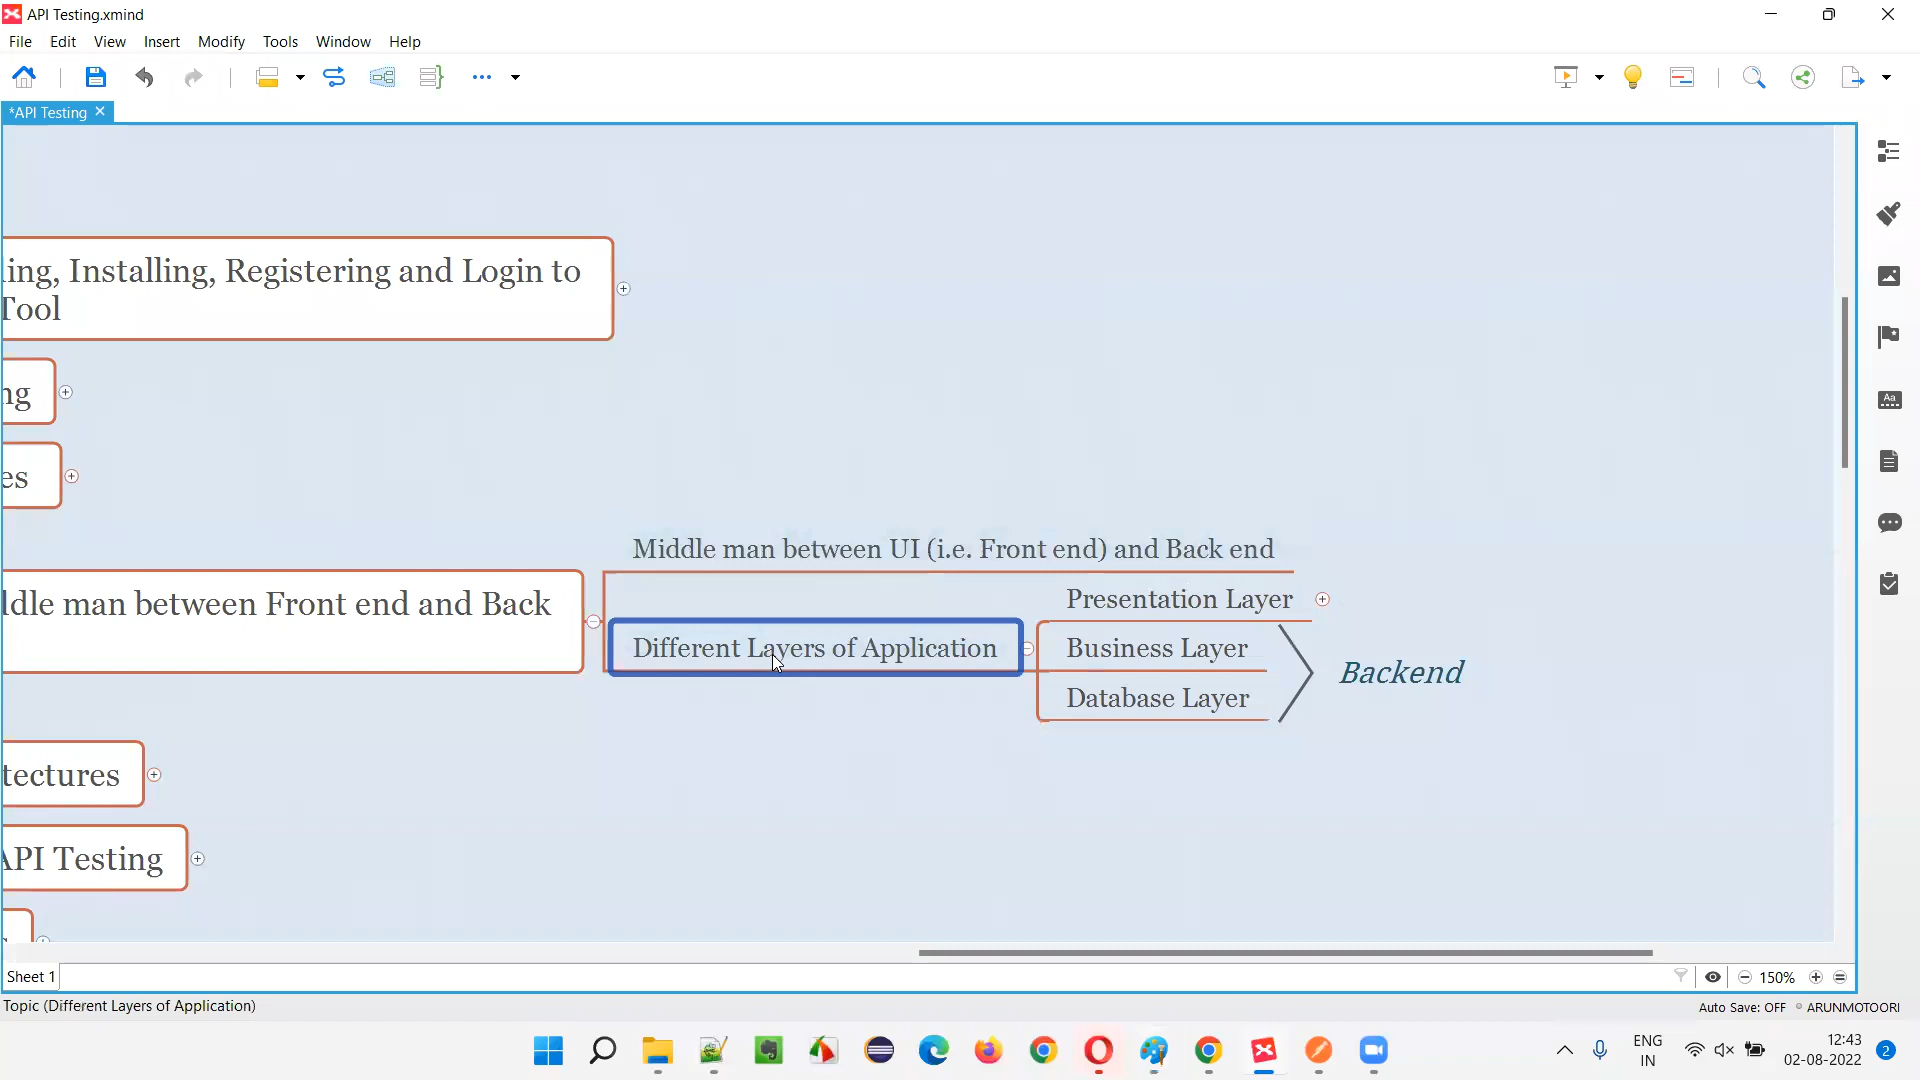 API Testing.xmind
File Edit View Insert Modify Tools Window Help
*API Testing
ing, Installing, Registering and Login to
Tool
ng
es
Middle man between UI (i.e. Front end) and Back end
Presentation Layer
ddle man between Front end and Back
Different Layers of Application
Business Layer
Backend
Database Layer
tectures
API Testing
Sheet 1
150%
Topic (Different Layers of Application)
Auto Save: OFF
ARUNMOTOORI
ENG
IN
12:43
02-08-2022
2
Aa